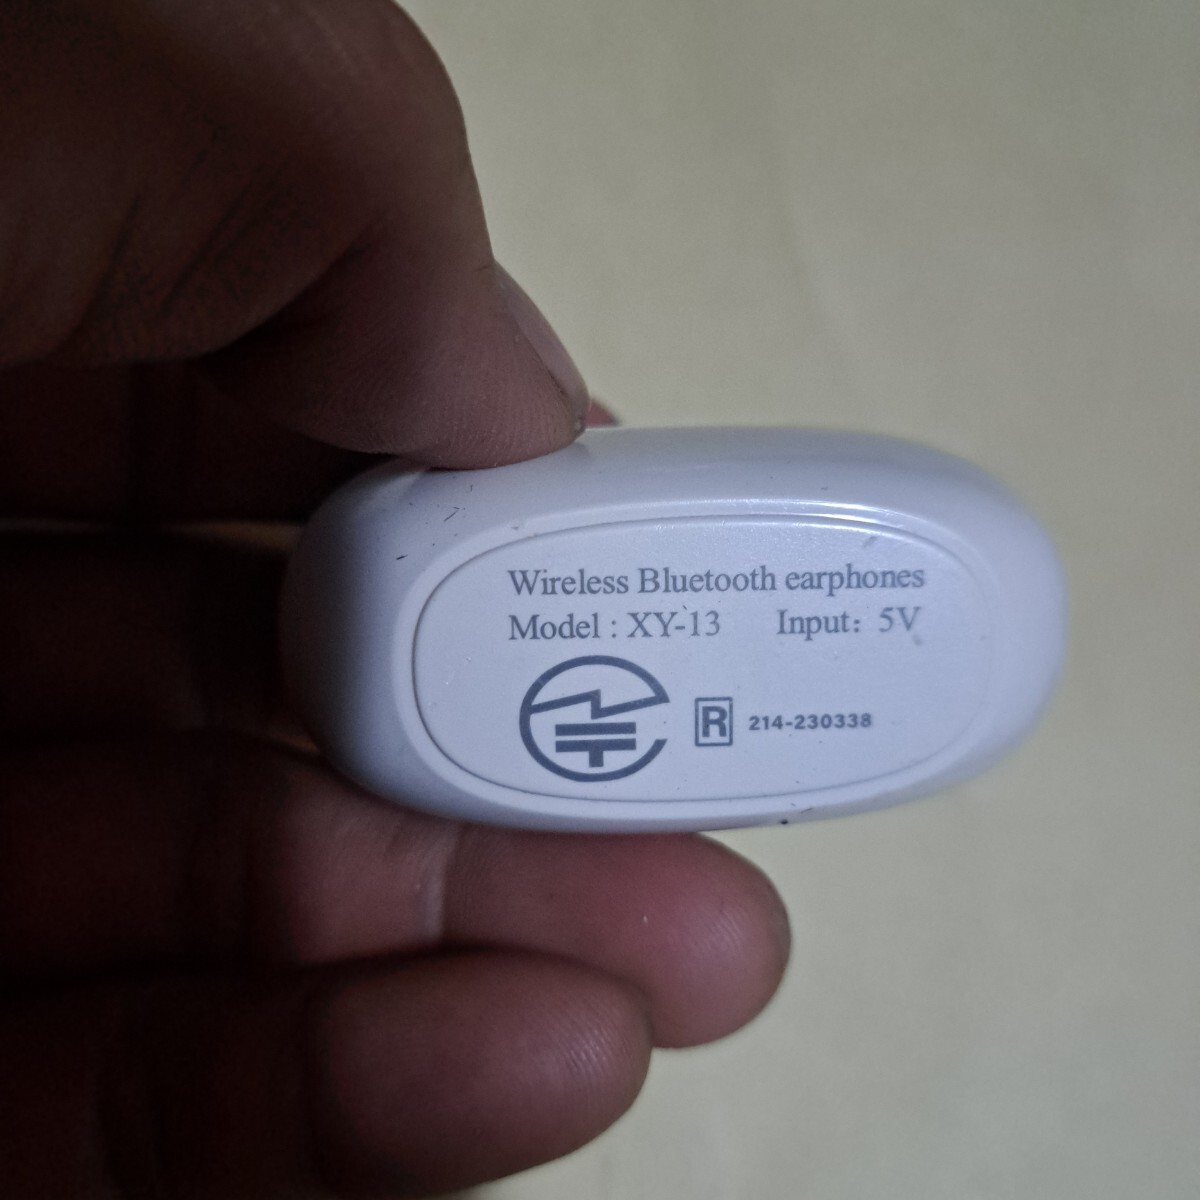 Wireless Bluetooth earphones
Model : XY-13 Input: 5V
R 214-230338